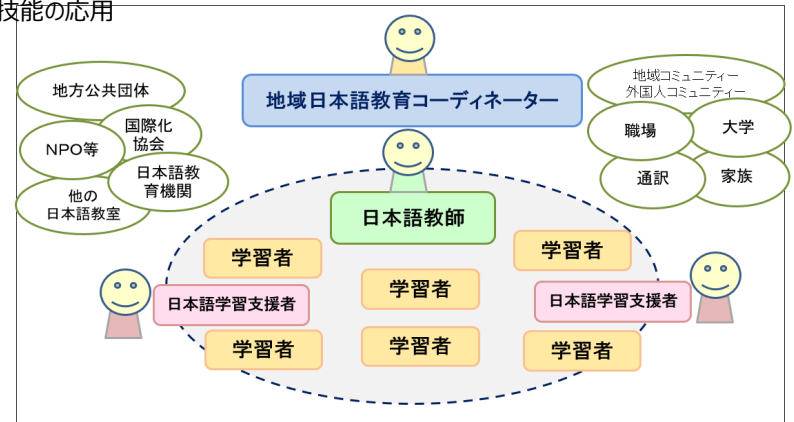 技能の応用
地方公共団体
国際化
協会
NPO等
日本語教
育機関
他の
日本語教室
地域日本語教育コーディネーター
地域コミュニティー
外国人コミュニティー
職場
大学
通訳
家族
日本語教師
学習者
学習者
学習者
日本語学習支援者
日本語学習支援者
学習者
学習者
学習者